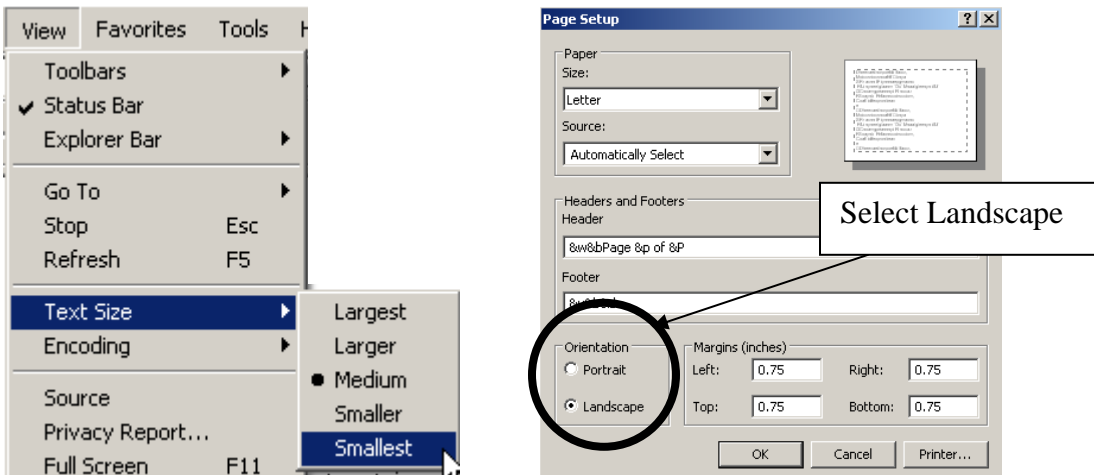 View Favorites Tools
Toolbars
Status Bar
Explorer Bar
Go To
Stop Esc
Refresh F5
Text Size
Encoding
Source
Privacy Report...
Full Screen F11
Largest
Larger
Medium
Smaller
Smallest
Page Setup
Paper
Size:
Letter
Source:
Automatically Select
Headers and Footers
Header
&w&bPage &p of &P
Footer
Select Landscape
Orientation
Portrait
Landscape
Margins (inches)
Left: 0.75 Right: 0.75
Top: 0.75 Bottom: 0.75
OK Cancel Printer...